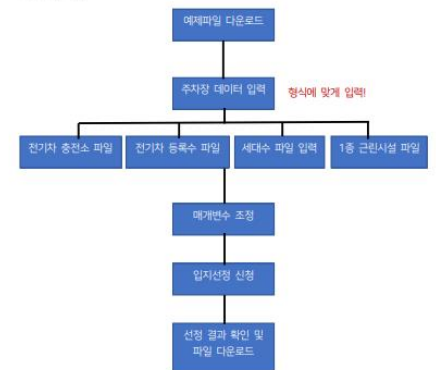 예제파일 다운로드
주차장 데이터 입력
형식에 맞게 입력!
전기차 충전소 파일
전기차 등록수 파일
세대수 파일 입력
1종 근린시설 파일
매개변수 조정
입지선정 신청
선정 결과 확인 및
파일 다운로드